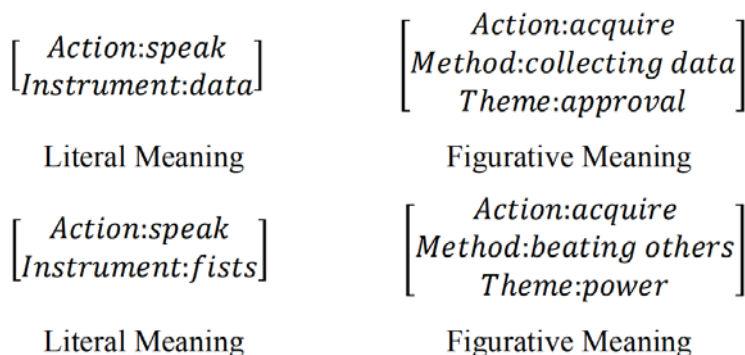 Action:speak
Instrument:data
Literal Meaning
Action:acquire
Method:collecting data
Theme:approval
Figurative Meaning
Action:speak
Instrument:fists
Literal Meaning
Action:acquire
Method:beating others
Theme:power
Figurative Meaning